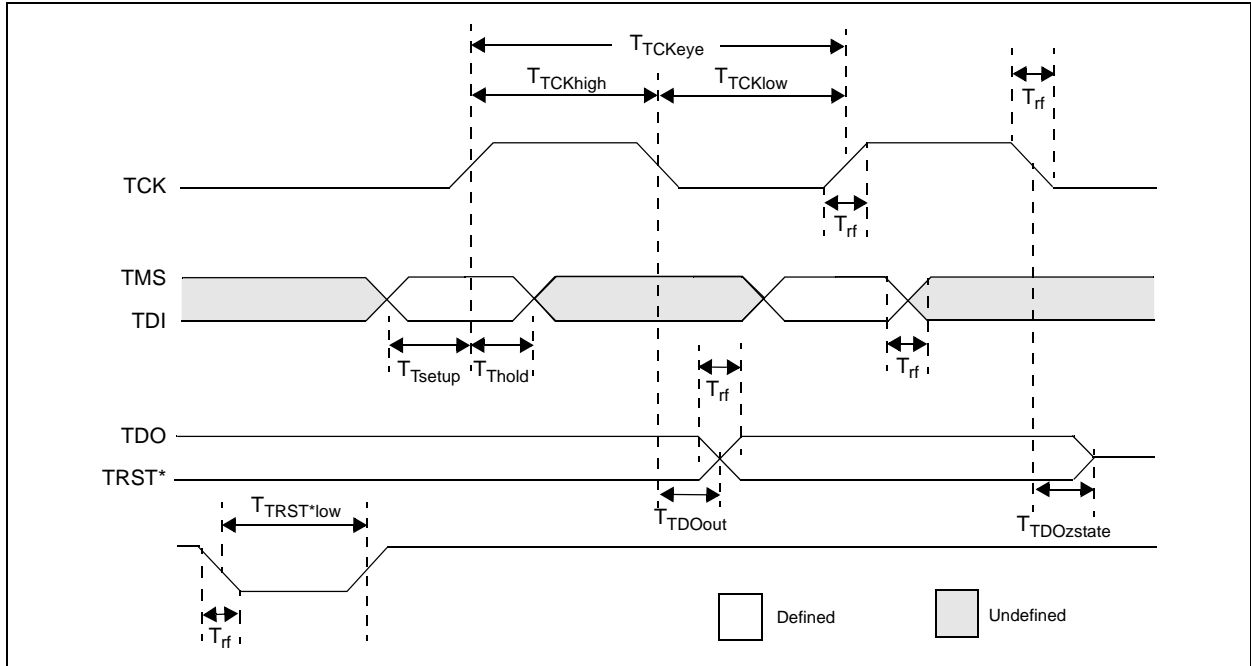 TTCKeye
TTCKhigh
TTCKlow
Trf
TCK
Trf
TMS
TDI
TTsetup
TThold
Trf
Trf
TDO
TRST*
TTRST*low
TTDOout
TTDOzstate
Trf
Defined
Undefined